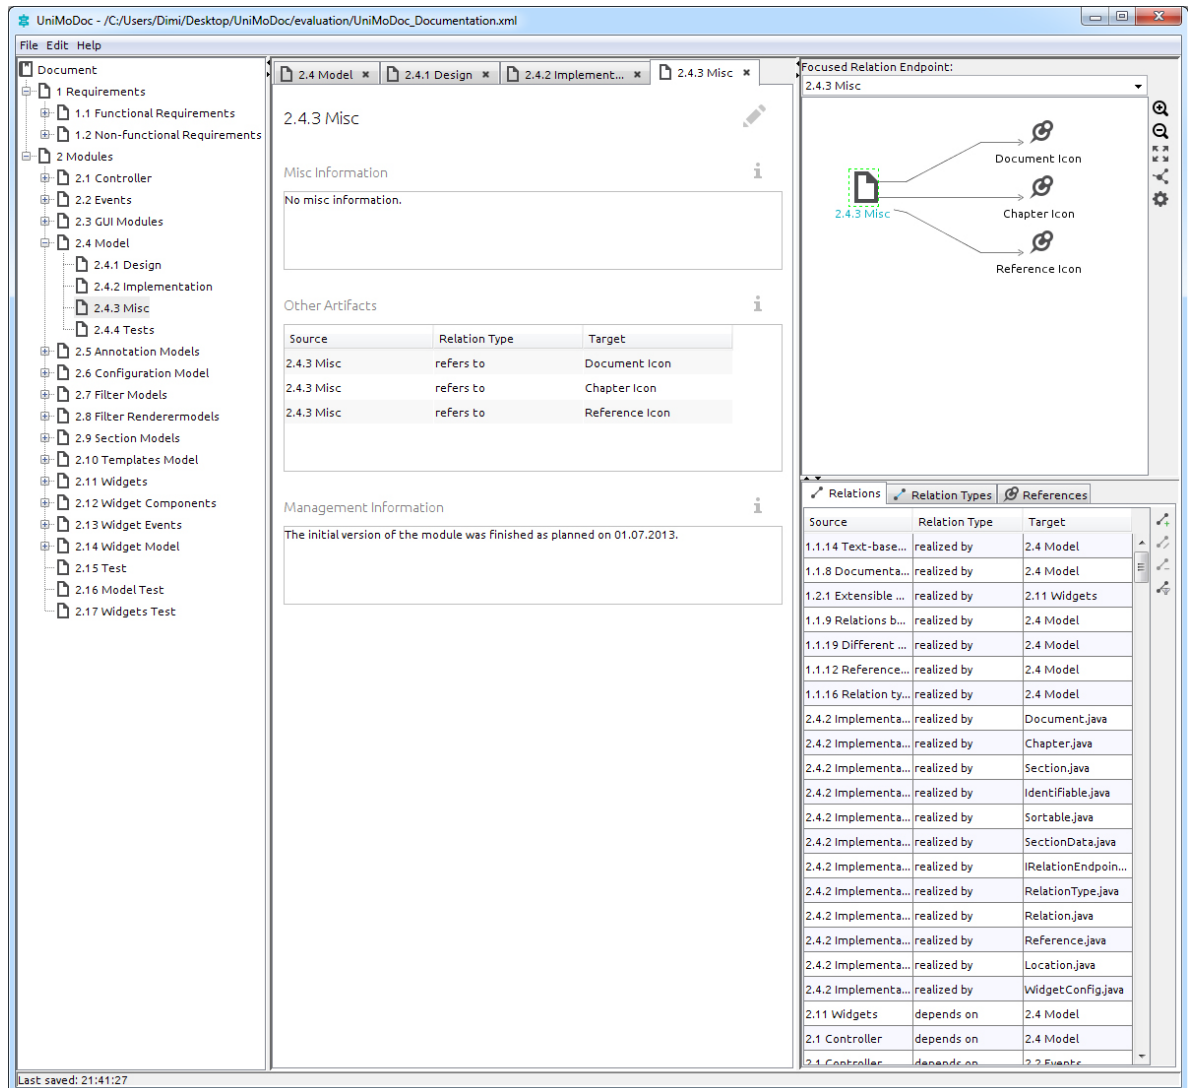 UniMoDoc - /C:/Users/Dimi/Desktop/UniMoDoc/evaluation/UniMoDoc_Documentation.xml
File Edit Help
Document
1 Requirements
1.1 Functional Requirements
1.2 Non-functional Requirements
2 Modules
2.1 Controller
2.2 Events
2.3 GUI Modules
2.4 Model
2.4.1 Design
2.4.2 Implementation
2.4.3 Misc
2.4.4 Tests
2.5 Annotation Models
2.6 Configuration Model
2.7 Filter Models
2.8 Filter Renderermodels
2.9 Section Models
2.10 Templates Model
2.11 Widgets
2.12 Widget Components
2.13 Widget Events
2.14 Widget Model
2.15 Test
2.16 Model Test
2.17 Widgets Test
2.4 Model 2.4.1 Design 2.4.2 Implement... 2.4.3 Misc
2.4.3 Misc
Misc Information
No misc information.
Other Artifacts
Source Relation Type Target
2.4.3 Misc refers to Document Icon
2.4.3 Misc refers to Chapter Icon
2.4.3 Misc refers to Reference Icon
Management Information
The initial version of the module was finished as planned on 01.07.2013.
Focused Relation Endpoint:
2.4.3 Misc
Document Icon
2.4.3 Misc
Chapter Icon
Reference Icon
Relations Relation Types References
Source Relation Type Target
1.1.14 Text-base... realized by 2.4 Model
1.1.8 Documenta... realized by 2.4 Model
1.2.1 Extensible ... realized by 2.11 Widgets
1.1.9 Relations b... realized by 2.4 Model
1.1.19 Different ... realized by 2.4 Model
1.1.12 Reference... realized by 2.4 Model
1.1.16 Relation ty... realized by 2.4 Model
2.4.2 Implementa... realized by Document.java
2.4.2 Implementa... realized by Chapter.java
2.4.2 Implementa... realized by Section.java
2.4.2 Implementa... realized by Identifiable.java
2.4.2 Implementa... realized by Sortable.java
2.4.2 Implementa... realized by SectionData.java
2.4.2 Implementa... realized by IRelationEndpoin...
2.4.2 Implementa... realized by RelationType.java
2.4.2 Implementa... realized by Relation.java
2.4.2 Implementa... realized by Reference.java
2.4.2 Implementa... realized by Location.java
2.4.2 Implementa... realized by WidgetConfig.java
2.11 Widgets depends on 2.4 Model
2.1 Controller depends on 2.4 Model
2.1 Controller depends on 2.2 Events
Last saved: 21:41:27